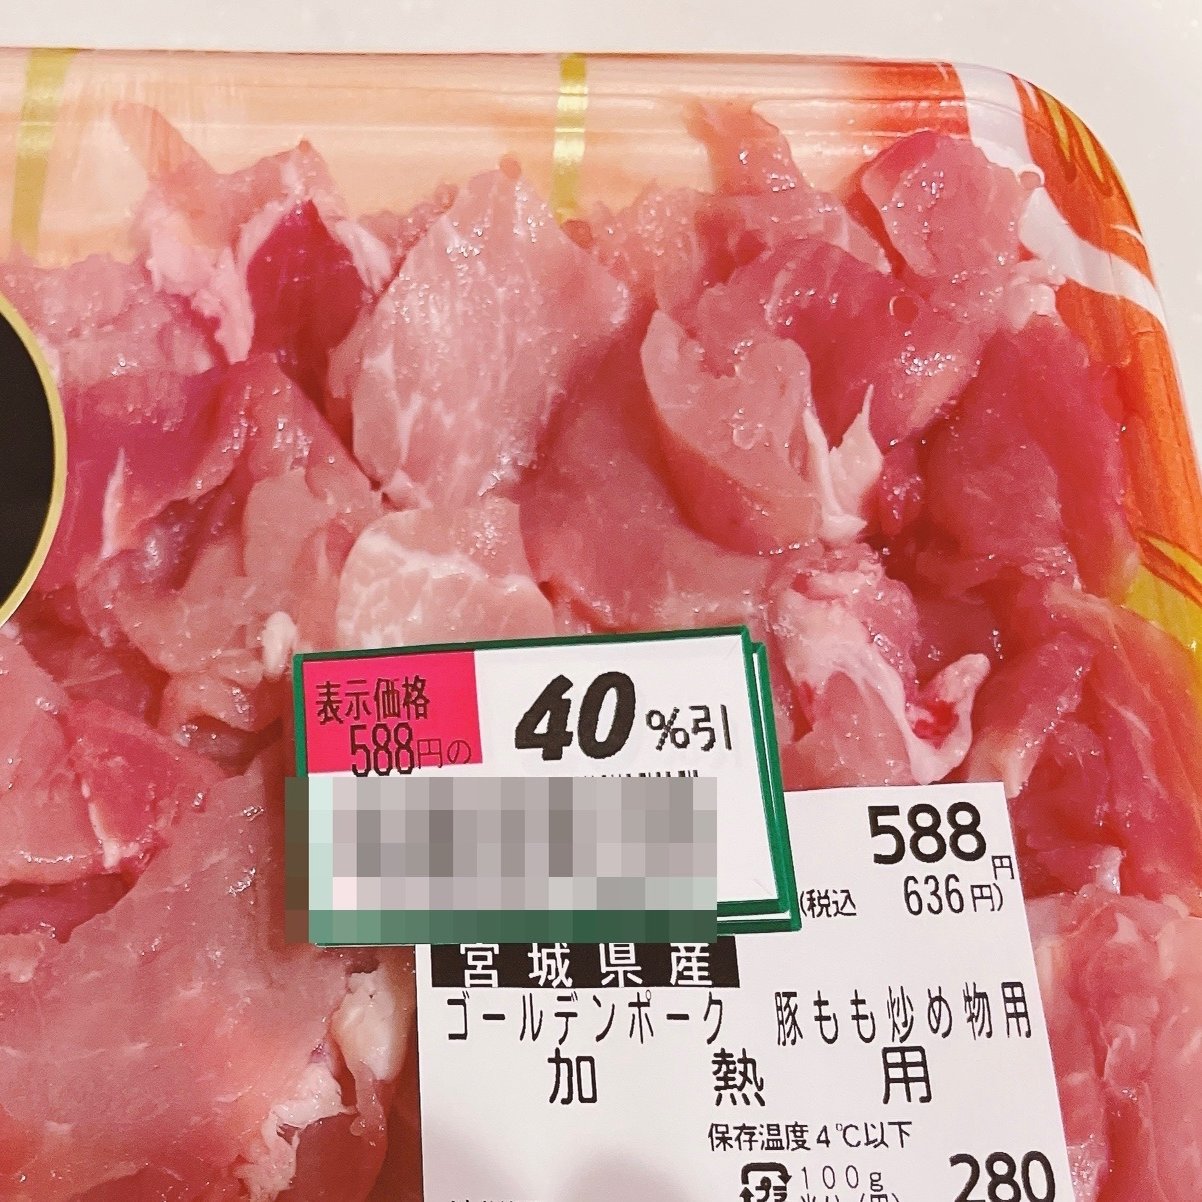 表示価格
588円の
40%引
588円
(税込 636円)
宮城県産
ゴールデンポーク 豚もも炒め物用
加熱用
保存温度4℃以下
プラ
100g
280